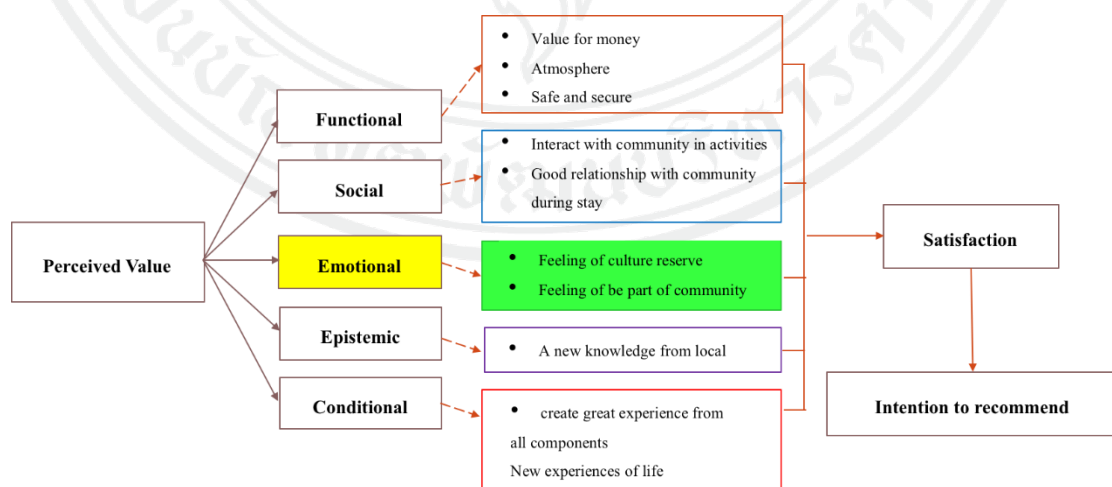 • Value for money
• Atmosphere
• Safe and secure
Functional
• Interact with community in activities
• Good relationship with community
during stay
Social
Perceived Value
Emotional
• Feeling of culture reserve
• Feeling of be part of community
Satisfaction
Epistemic
• A new knowledge from local
Conditional
• create great experience from
all components
New experiences of life
Intention to recommend